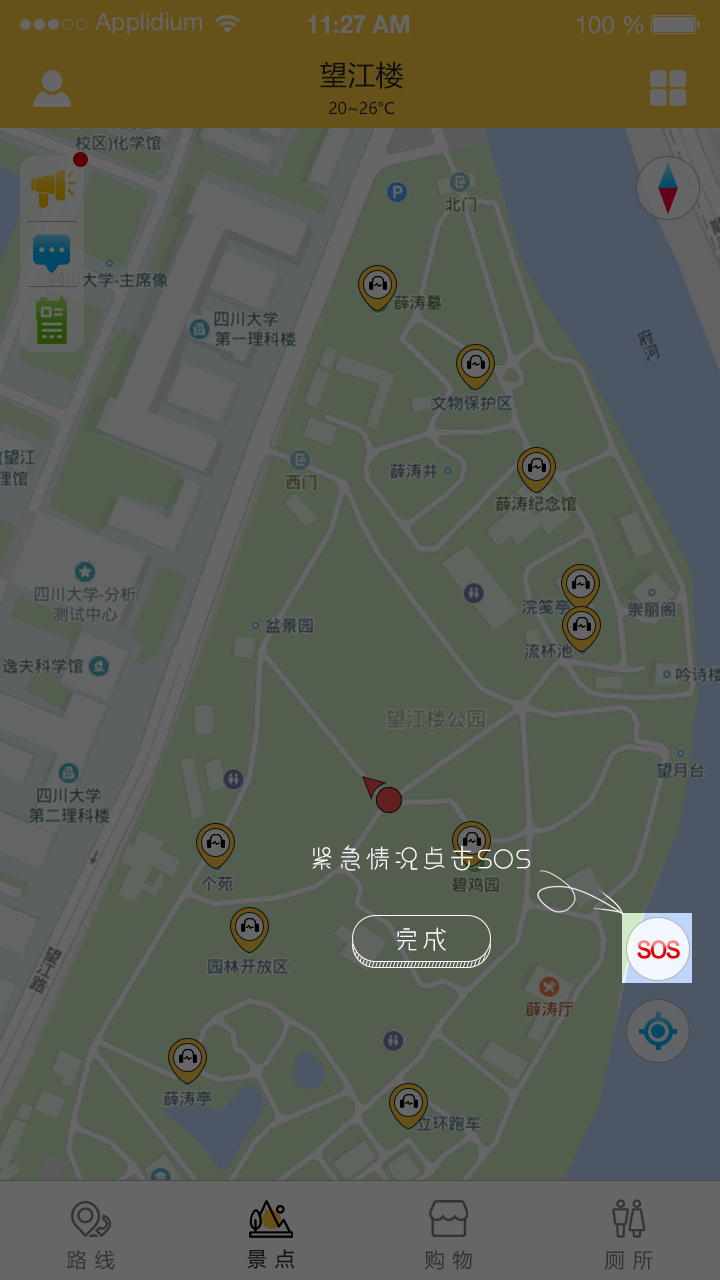 Applidium 11:27 AM 100 %
望江楼
20~26°C
校区)化学馆
P
北门
四川大学-主席像
薛涛墓
四川大学
第一理科楼
府河
文物保护区
(望江
理馆
西门
薛涛井
薛涛纪念馆
四川大学-分析
测试中心
浣笺亭
崇丽阁
盆景园
流杯池
逸夫科学馆
吟诗楼
望江楼公园
望月台
四川大学
第二理科楼
紧急情况点击SOS
个苑
碧鸡园
完成
SOS
望江路
园林开放区
薜涛厅
薛涛亭
立环跑车
路线 景点 购物 厕所